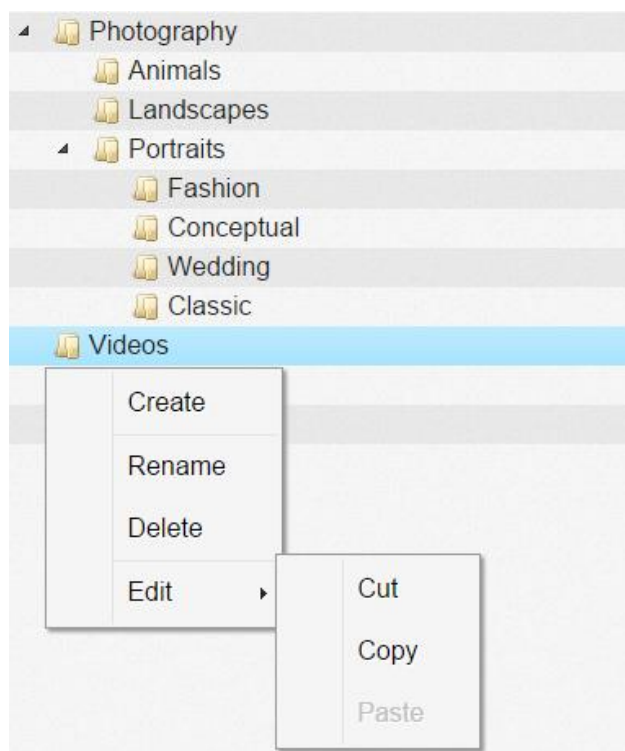 Photography
Animals
Landscapes
Portraits
Fashion
Conceptual
Wedding
Classic
Videos
Create
Rename
Delete
Edit
Cut
Copy
Paste